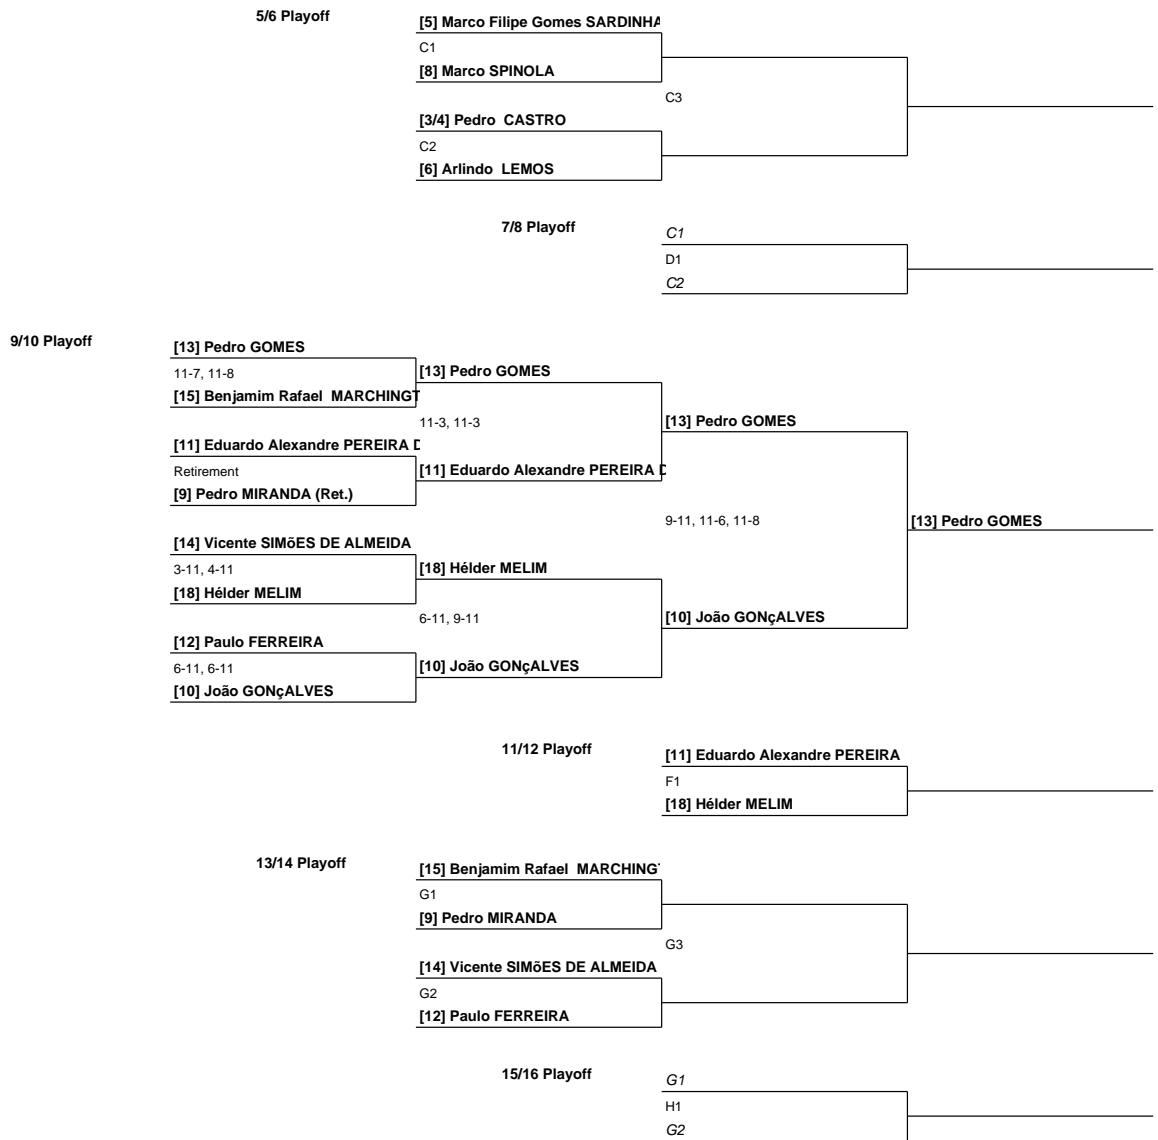 5/6 Playoff
[5] Marco Filipe Gomes SARDINHA
C1
[8] Marco SPINOLA
C3
[3/4] Pedro CASTRO
C2
[6] Arlindo LEMOS
7/8 Playoff
C1
D1
C2
9/10 Playoff
[13] Pedro GOMES
11-7, 11-8
[13] Pedro GOMES
[15] Benjamim Rafael MARCHINGT
11-3, 11-3
[13] Pedro GOMES
[11] Eduardo Alexandre PEREIRA D
Retirement
[11] Eduardo Alexandre PEREIRA D
[9] Pedro MIRANDA (Ret.)
9-11, 11-6, 11-8
[13] Pedro GOMES
[14] Vicente SIMõES DE ALMEIDA
3-11, 4-11
[18] Hélder MELIM
[18] Hélder MELIM
6-11, 9-11
[10] João GONçALVES
[12] Paulo FERREIRA
6-11, 6-11
[10] João GONçALVES
[10] João GONçALVES
11/12 Playoff
[11] Eduardo Alexandre PEREIRA
F1
[18] Hélder MELIM
13/14 Playoff
[15] Benjamim Rafael MARCHING
G1
[9] Pedro MIRANDA
G3
[14] Vicente SIMõES DE ALMEIDA
G2
[12] Paulo FERREIRA
15/16 Playoff
G1
H1
G2